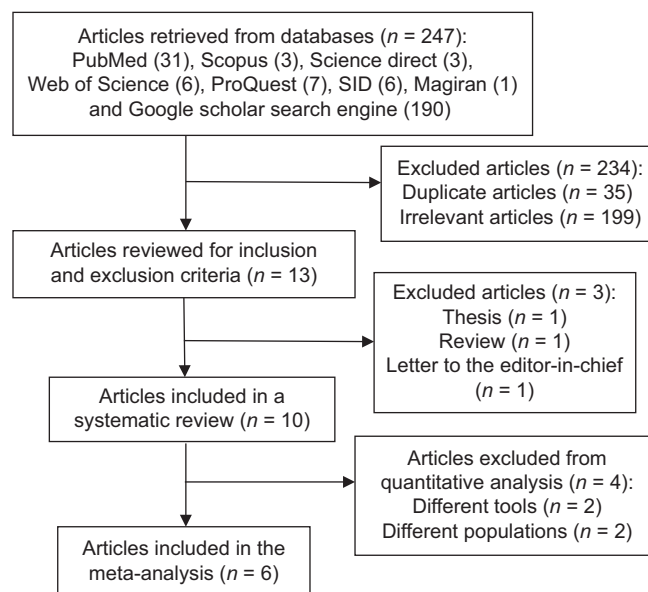 Articles retrieved from databases (n = 247):
PubMed (31), Scopus (3), Science direct (3),
Web of Science (6), ProQuest (7), SID (6), Magiran (1)
and Google scholar search engine (190)
Excluded articles (n = 234):
Duplicate articles (n = 35)
Irrelevant articles (n = 199)
Articles reviewed for inclusion
and exclusion criteria (n = 13)
Excluded articles (n = 3):
Thesis (n = 1)
Review (n = 1)
Letter to the editor-in-chief
(n = 1)
Articles included in a
systematic review (n = 10)
Articles excluded from
quantitative analysis (n = 4):
Different tools (n = 2)
Different populations (n = 2)
Articles included in the
meta-analysis (n = 6)